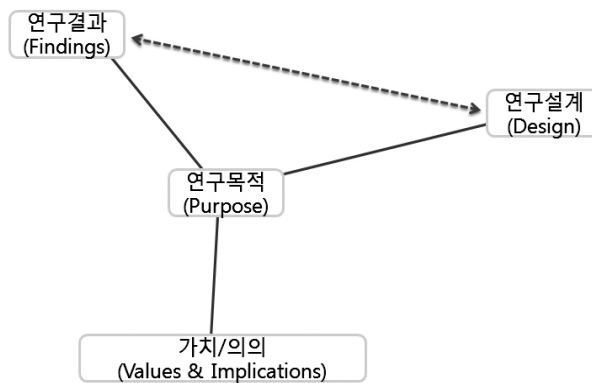 연구결과
(Findings)
연구설계
(Design)
연구목적
(Purpose)
가치/의의
(Values & Implications)